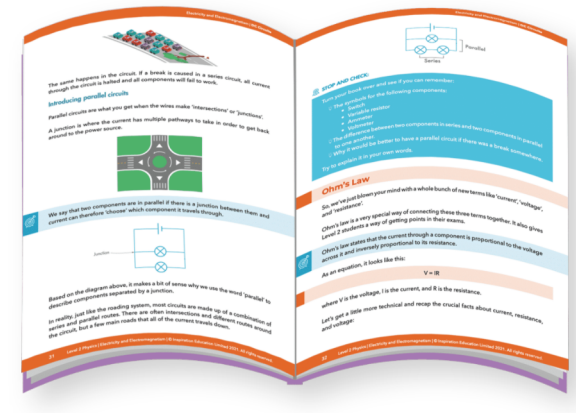 Electricity and Electromagnetism |
The same happens in the circuit. If a break is caused in a series circuit, all current
through the circuit is halted and all components will fail to work.
Introducing parallel circuits
Parallel circuits are what you get when the wires make 'intersections' or 'junctions'.
A junction is where the current has multiple pathways to take in order to get back
around to the power source.
We say that two components are in parallel if there is a junction between them and
current can therefore 'choose' which component it travels through.
Junction
Based on the diagram above, it makes a bit of sense why we use the word 'parallel' to
describe components separated by a junction.
In reality, just like the roading system, most circuits are made up of a combination of
series and parallel routes. There are often intersections and different routes around
the circuit, but a few main roads that all of the current travels down.
31 Level 2 Physics | Electricity and Electromagnetism | © Inspiration Education Limited 2021. All rights reserved.
Parallel
Series
STOP AND CHECK:
Turn your book over and see if you can remember:
The symbols for the following components:
• Switch
• Variable resistor
• Ammeter
• Voltmeter
The difference between two components in series and two components in parallel
to one another.
Why it would be better to have a parallel circuit if there was a break somewhere.
Try to explain it in your own words.
Ohm's Law
So, we've just blown your mind with a whole bunch of new terms like 'current', 'voltage',
and 'resistance'.
Ohm's law is a very special way of connecting these three terms together. It also gives
Level 2 students a way of getting points in their exams.
Ohm's law states that the current through a component is proportional to the voltage
across it and inversely proportional to its resistance.
As an equation, it looks like this:
V = IR
where V is the voltage, I is the current, and R is the resistance.
Let's get a little more technical and recap the crucial facts about current, resistance,
and voltage:
32 Level 2 Physics | Electricity and Electromagnetism | © Inspiration Education Limited 2021. All rights reserved.